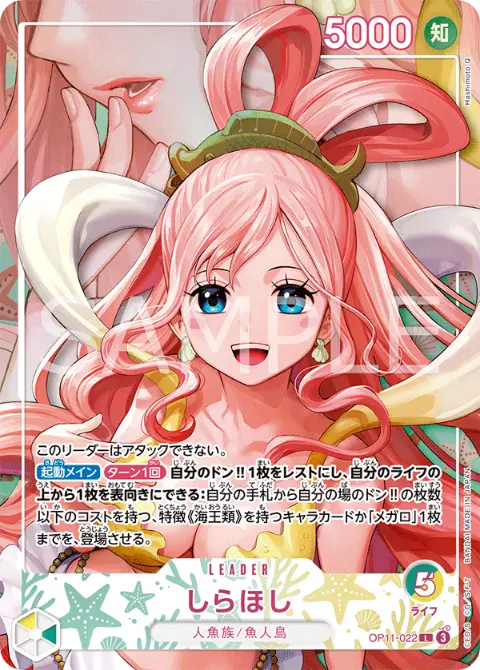 5000 知
Mashimoto Q
SAMPLE
このリーダーはアタックできない。
起動メイン ターン1回 自分のドン!!1枚をレストにし、自分のライフの
上から1枚を表向きにできる:自分の手札から自分の場のドン!!の枚数
以下のコストを持つ、特徴《海王類》を持つキャラカードか「メガロ」1枚
までを、登場させる。
LEADER
しらほし
5
ライフ
人魚族/魚人島
OP11-022 L 3
BANDAI MADE IN JAPAN